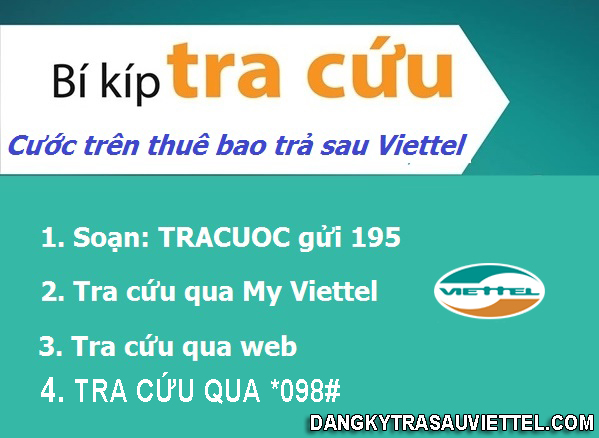 Bí kíp tra cứu
Cước trên thuê bao trả sau Viettel
1. Soạn: TRACUOC gửi 195
2. Tra cứu qua My Viettel
VIETTEL
3. Tra cứu qua web
4. TRA CỨU QUA *098#
DANGKYTRASAUVIETTEL.COM